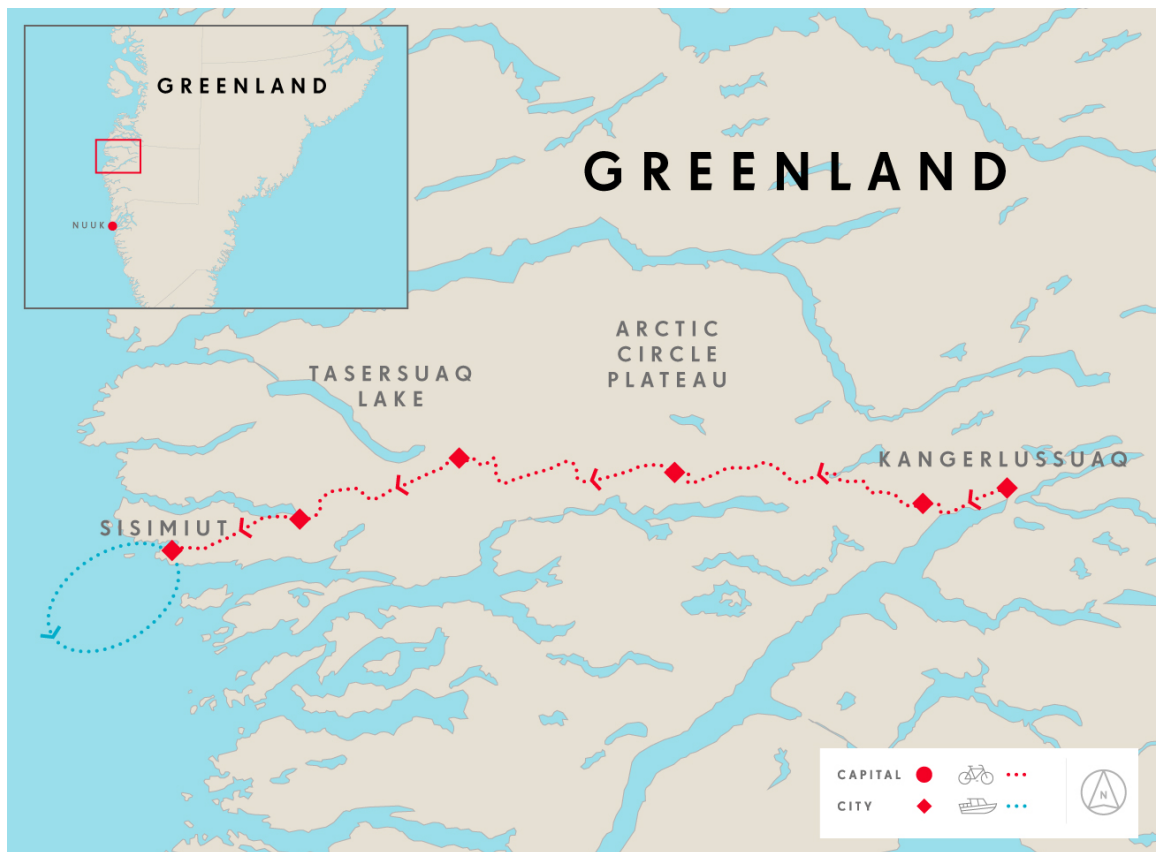 GREENLAND
NUUK
GREENLAND
ARCTIC
CIRCLE
PLATEAU
TASERSUAQ
LAKE
KANGERLUSSUAQ
SISIMIUT
CAPITAL
CITY
N